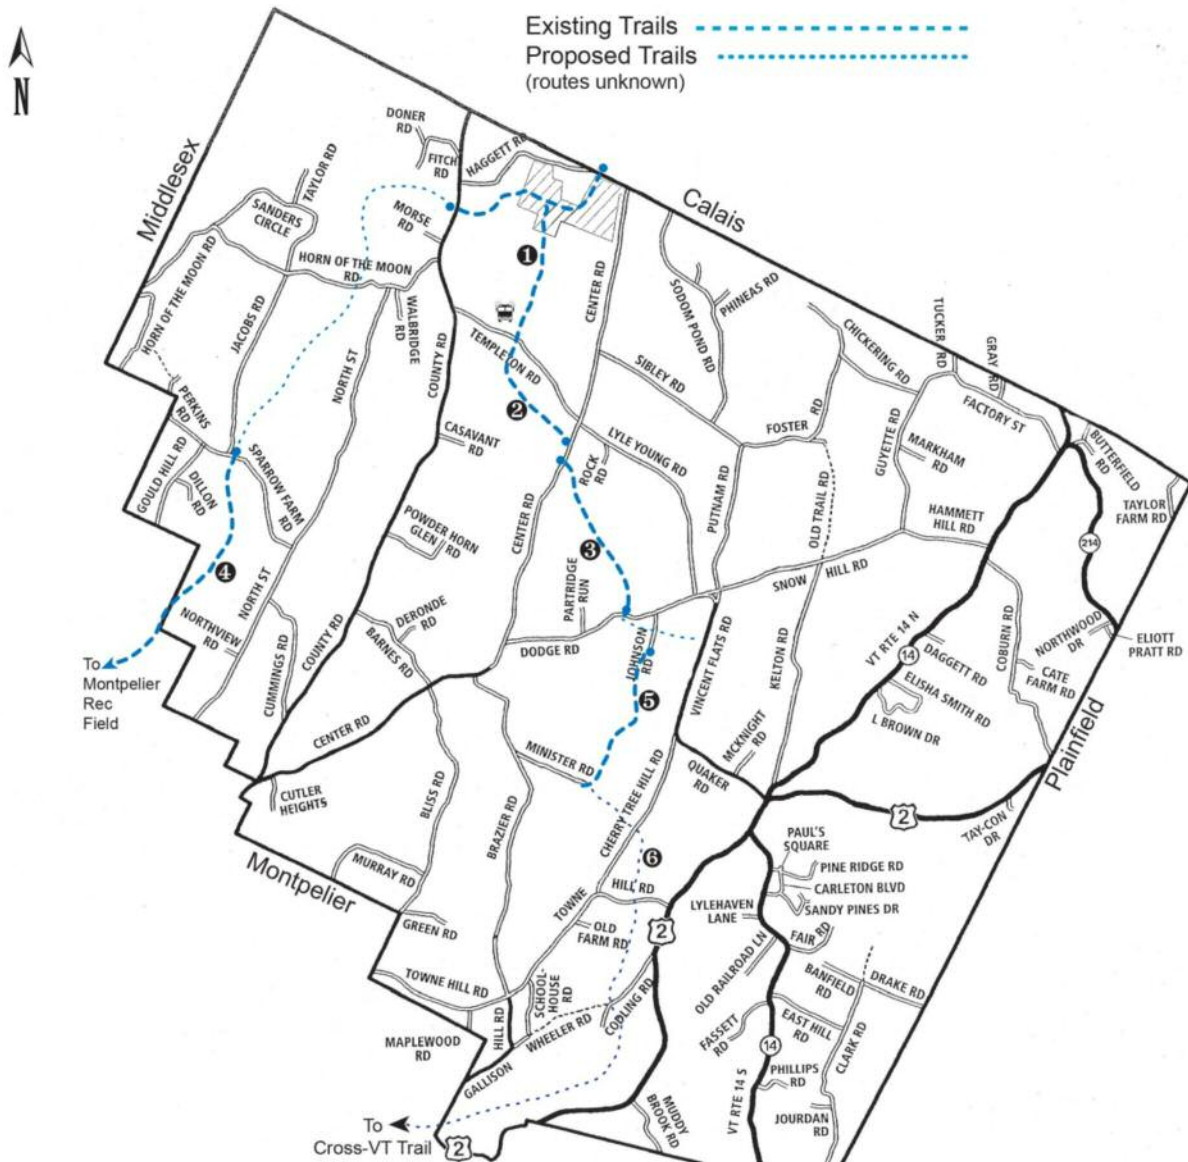 Existing Trails
Proposed Trails
(routes unknown)
N
Middlesex
Calais
Plainfield
Montpelier
DONER
RD
FITCH
RD
HAGGETT RD
TAYLOR RD
SANDERS
CIRCLE
MORSE
RD
HORN OF THE MOON
RD
HORN OF THE MOON RD
JACOBS RD
WALBRIDGE
RD
NORTH ST
COUNTY RD
1
CENTER RD
SODOM POND RD
PHINEAS RD
TEMPLETON RD
SIBLEY RD
CHICKERING RD
TUCKER RD
GRAY RD
FACTORY ST
PERKINS
RD
GOULD HILL RD
DILLON
RD
SPARROW FARM
RD
CASAVANT
RD
2
LYLE YOUNG RD
ROCK
RD
FOSTER
RD
GUYETTE RD
MARKHAM
RD
BUTTERFIELD
RD
TAYLOR
FARM RD
HAMMETT
HILL RD
PUTNAM RD
OLD TRAIL RD
POWDER HORN
GLEN RD
CENTER RD
3
214
4
PARTRIDGE
RUN
SNOW HILL RD
NORTH ST
NORTHVIEW
RD
CUMMINGS RD
COUNTY RD
DERONDE
RD
BARNES RD
DODGE RD
JOHNSON
RD
VINCENT FLATS RD
KELTON RD
VT RTE 14 N
14
DAGGETT RD
ELISHA SMITH RD
L BROWN DR
COBURN RD
NORTHWOOD
DR
CATE
FARM RD
ELIOTT
PRATT RD
To
Montpelier
Rec
Field
CENTER RD
5
MINISTER RD
CUTLER
HEIGHTS
BLISS RD
BRAZIER RD
CHERRY TREE HILL RD
QUAKER
RD
MCKNIGHT
RD
2
TAY-CON
DR
PAUL'S
SQUARE
PINE RIDGE RD
CARLETON BLVD
SANDY PINES DR
MURRAY RD
6
TOWNE
HILL RD
LYLEHAVEN
LANE
GREEN RD
OLD
FARM RD
2
FAIR RD
OLD RAILROAD LN
BANFIELD
RD
DRAKE RD
TOWNE HILL RD
SCHOOL-
HOUSE
RD
CODLING RD
WHEELER RD
MAPLEWOOD
RD
GALLISON
HILL RD
FASSETT
RD
EAST HILL
RD
CLARK RD
14
PHILLIPS
RD
VT RTE 14 S
JOURDAN
RD
MUDDY
BROOK RD
To
Cross-VT Trail
2